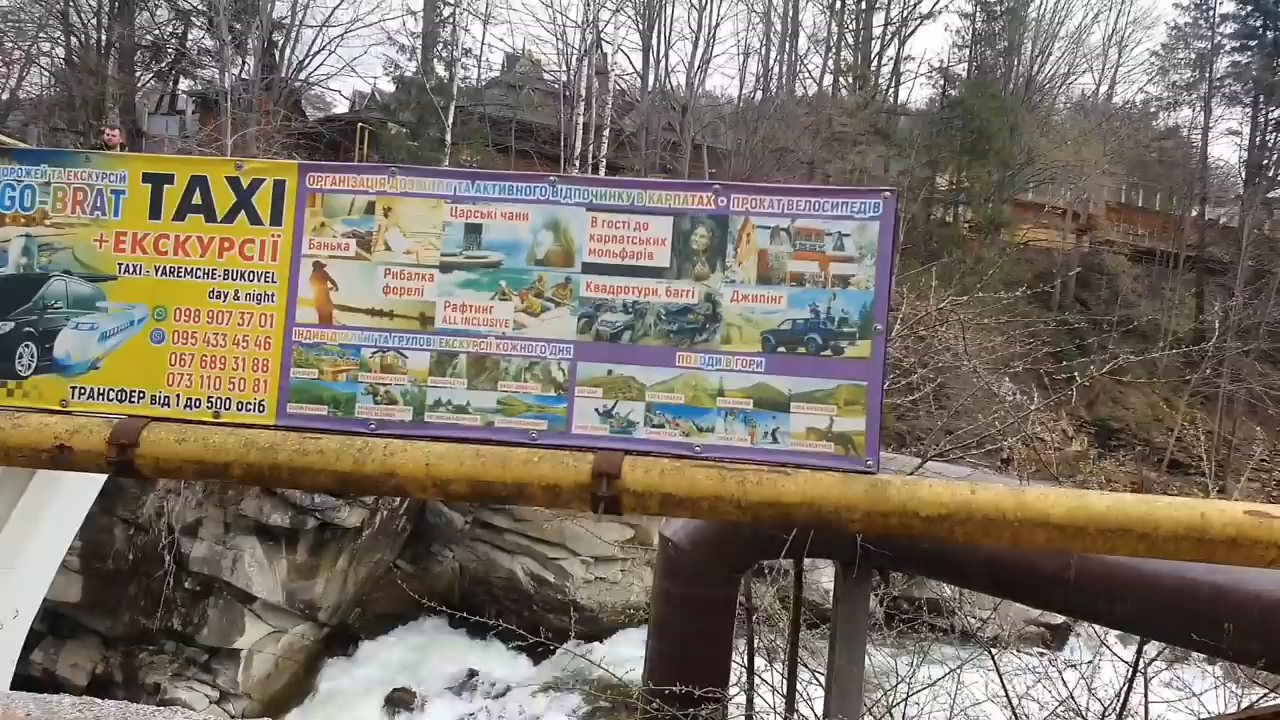 ОРОЖЕЙ ТА ЕКСКУРСІЙ
GO-BRAT TAXI
+ЕКСКУРСІЇ
TAXI - YAREMCHE-BUKOVEL
day & night
098 907 37 01
095 433 45 46
067 689 31 88
073 110 50 81
ТРАНСФЕР від 1 до 500 осіб
ОРГАНІЗАЦІЯ ДОЗВІЛЛЯ ТА АКТИВНОГО ВІДПОЧИНКУ В КАРПАТАХ • ПРОКАТ ВЕЛОСИПЕДІВ
Банька
Царські чани
В гості до
карпатських
мольфарів
Рибалка
форелі
Рафтинг
ALL INCLUSIVE
Квадротури, баггі
Джипінг
ІНДИВІДУАЛЬНІ ТА ГРУПОВІ ЕКСКУРСІЇ КОЖНОГО ДНЯ
ПОХОДИ В ГОРИ